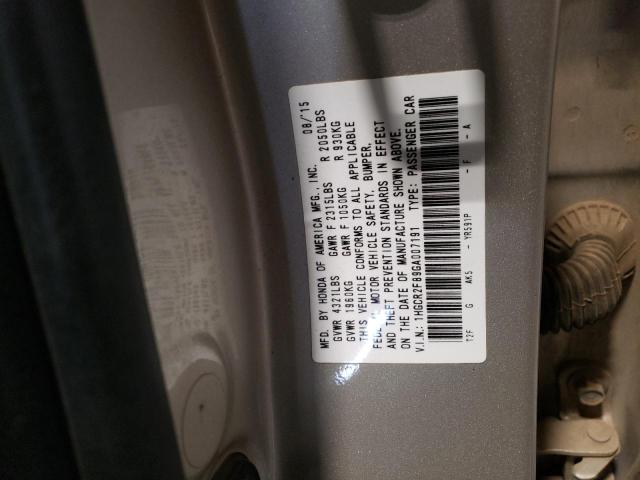 MFD. BY HONDA OF AMERICA MFG., INC. 08/15
GVWR 4321LBS GAWR F 2315LBS R 2050LBS
GVWR 1960KG GAWR F 1050KG R 930KG
THIS VEHICLE CONFORMS TO ALL APPLICABLE
MOTOR VEHICLE SAFETY, BUMPER,
AND THEFT PREVENTION STANDARDS IN EFFECT
ON THE DATE OF MANUFACTURE SHOWN ABOVE.
V.I.N.: 1HGCR2F89GA007191 TYPE: PASSENGER CAR
T2F G AK5 - YR591P - F - A